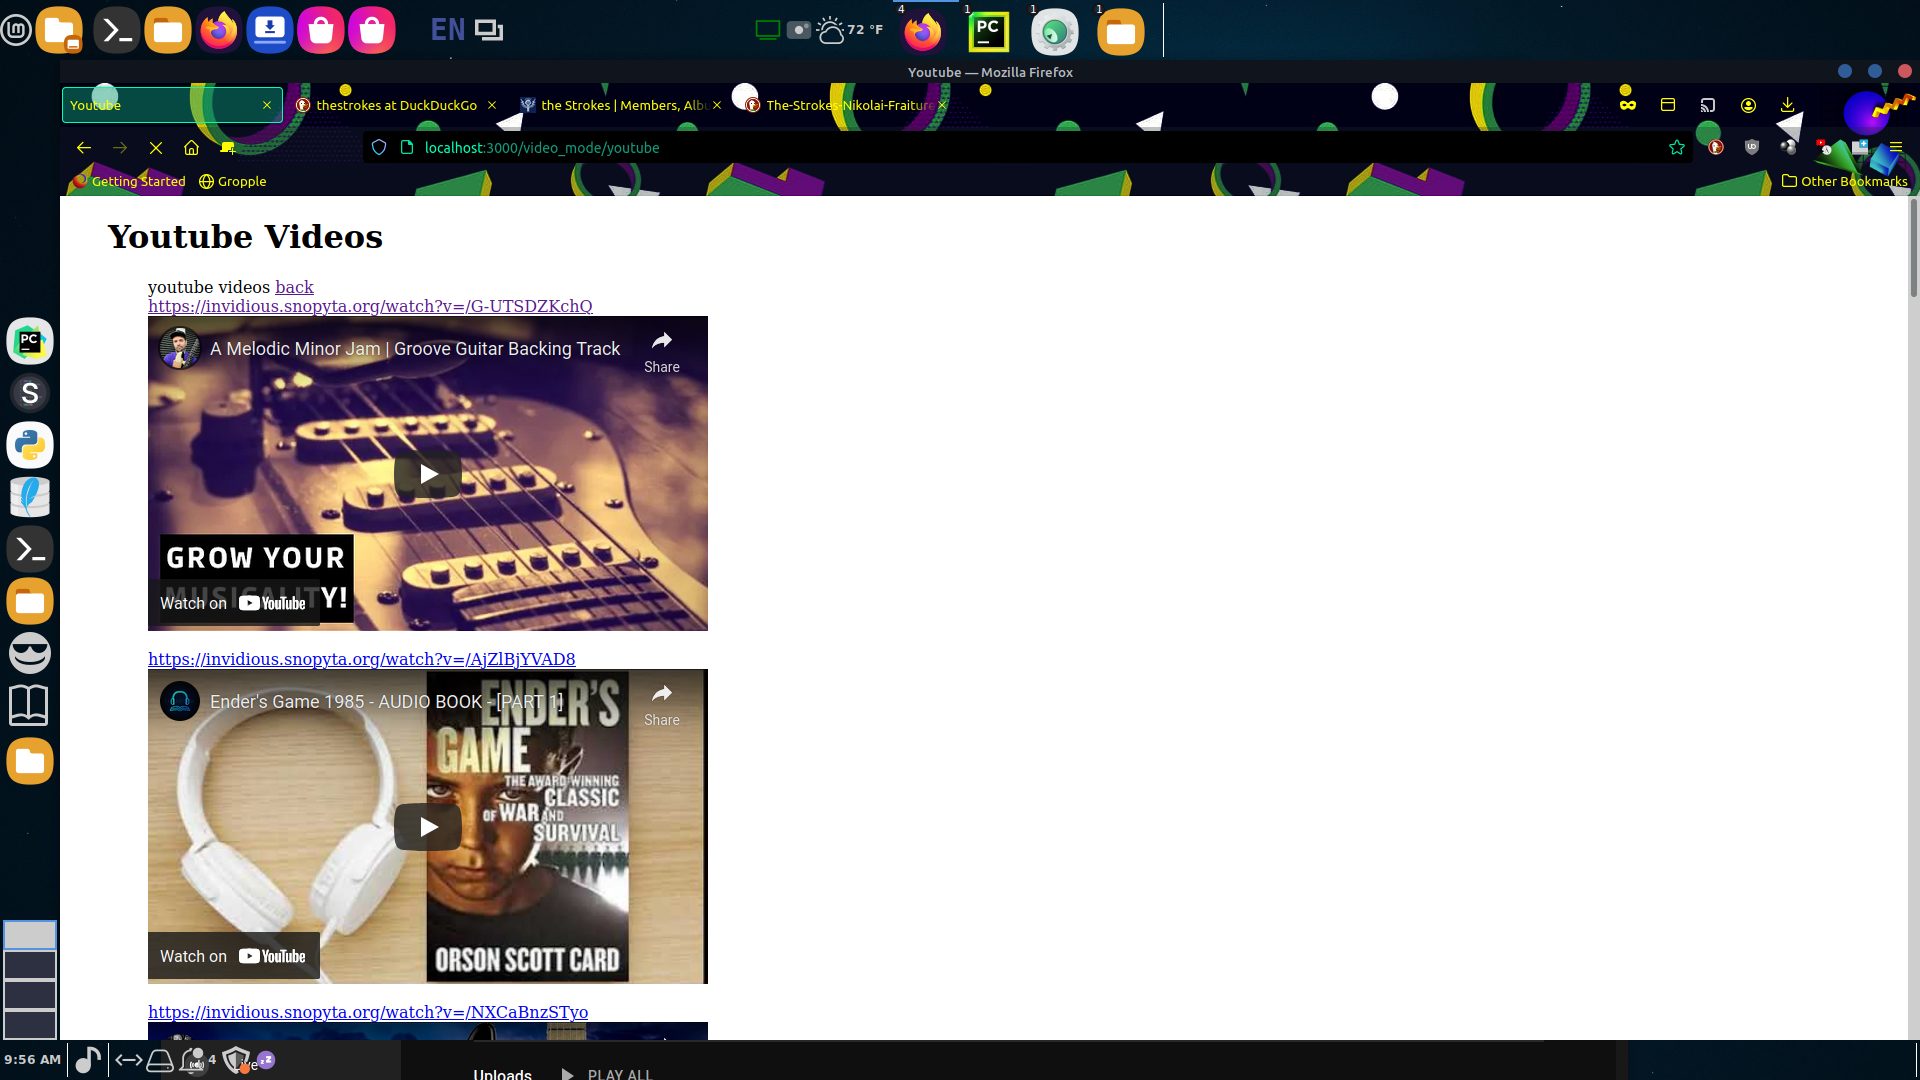 EN
72 °F
4
1
1
1
PC
Youtube — Mozilla Firefox
Youtube
thestrokes at DuckDuckGo
the Strokes | Members, Albu
The-Strokes-Nikolai-Fraiture
localhost:3000/video_mode/youtube
Getting Started
Gropple
Other Bookmarks
Youtube Videos
youtube videos back
https://invidious.snopyta.org/watch?v=/G-UTSDZKchQ
A Melodic Minor Jam | Groove Guitar Backing Track
Share
GROW YOUR
MUSICALITY!
Watch on YouTube
https://invidious.snopyta.org/watch?v=/AjZlBjYVAD8
Ender's Game 1985 - AUDIO BOOK - [PART 1]
Share
ENDER'S
GAME
THE AWARD-WINNING
CLASSIC
OF WAR AND
SURVIVAL
ORSON SCOTT CARD
Watch on YouTube
https://invidious.snopyta.org/watch?v=/NXCaBnzSTyo
PC
S
9:56 AM
4
Uploads
PLAY ALL